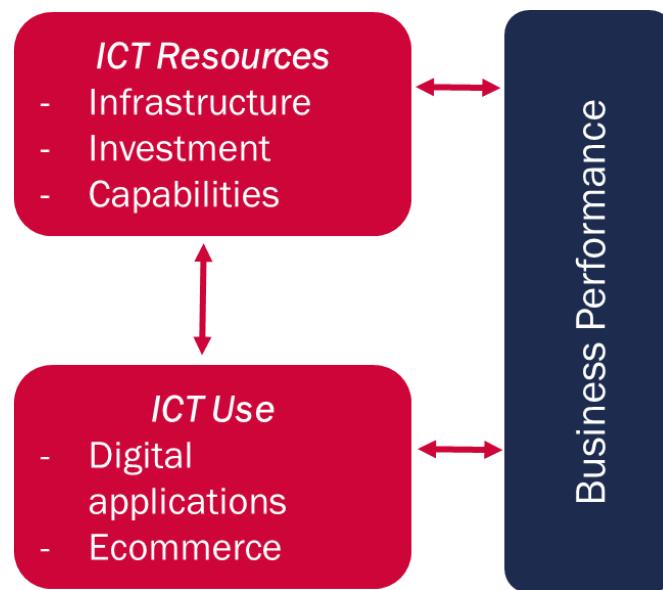 ICT Resources
- Infrastructure
- Investment
- Capabilities
ICT Use
- Digital
applications
- Ecommerce
Business Performance